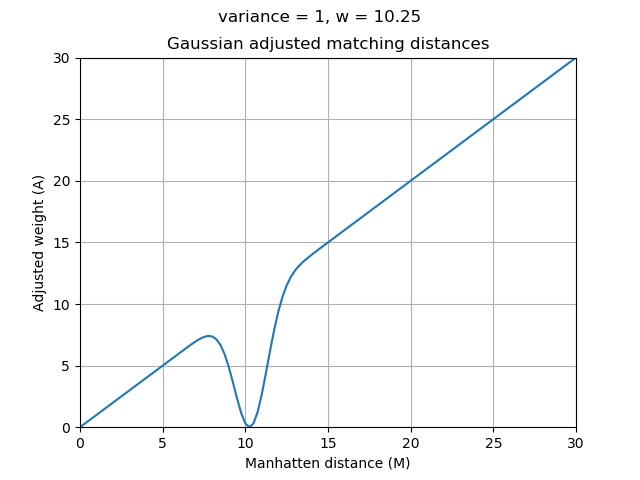 variance = 1, w = 10.25
Gaussian adjusted matching distances
30
25
20
15
10
5
0
Adjusted weight (A)
0 5 10 15 20 25 30
Manhatten distance (M)